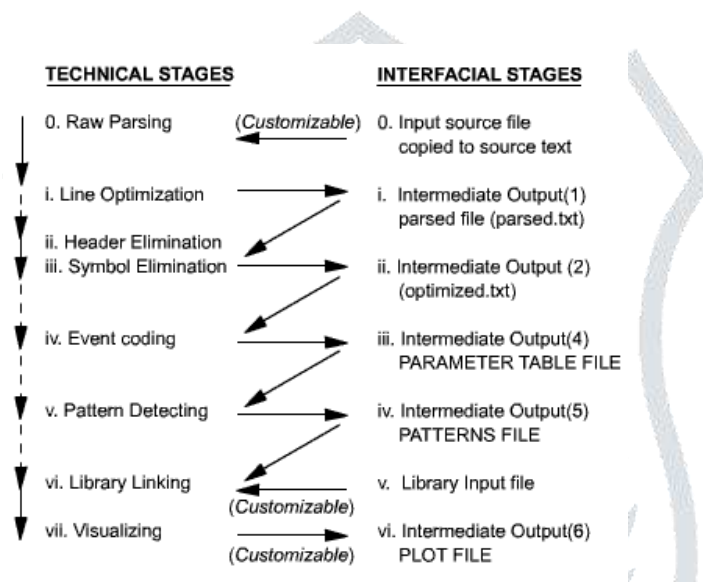 TECHNICAL STAGES
INTERFACIAL STAGES
0. Raw Parsing
(Customizable)
0. Input source file
copied to source text
i. Line Optimization
i. Intermediate Output(1)
parsed file (parsed.txt)
ii. Header Elimination
iii. Symbol Elimination
ii. Intermediate Output (2)
(optimized.txt)
iv. Event coding
iii. Intermediate Output(4)
PARAMETER TABLE FILE
v. Pattern Detecting
iv. Intermediate Output(5)
PATTERNS FILE
vi. Library Linking
v. Library Input file
(Customizable)
vii. Visualizing
vi. Intermediate Output(6)
(Customizable)
PLOT FILE